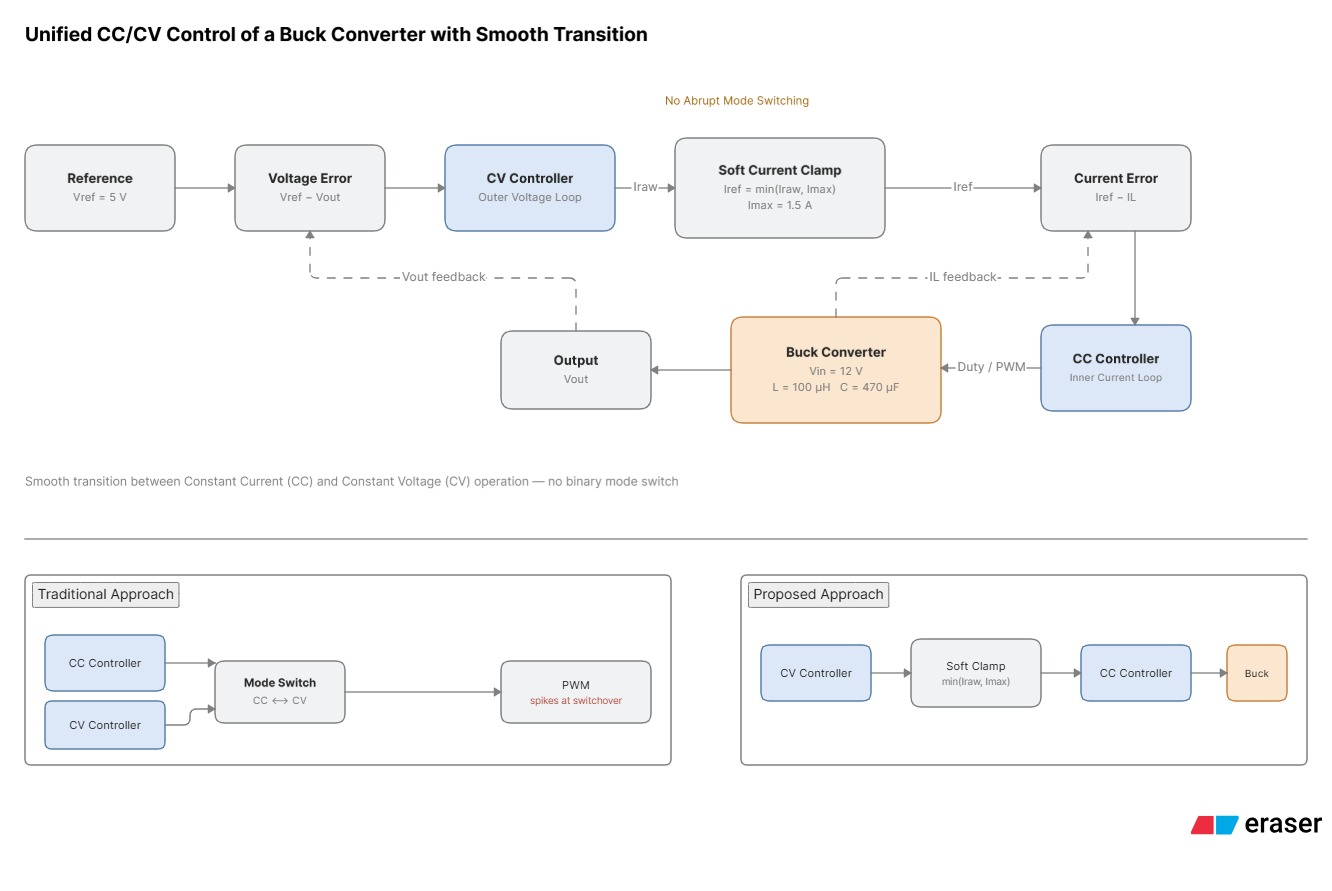 Unified CC/CV Control of a Buck Converter with Smooth Transition
No Abrupt Mode Switching
Reference
Vref = 5 V
Voltage Error
Vref − Vout
CV Controller
Outer Voltage Loop
Iraw
Soft Current Clamp
Iref = min(Iraw, Imax)
Imax = 1.5 A
Iref
Current Error
Iref − IL
Vout feedback
IL feedback
Output
Vout
Buck Converter
Vin = 12 V
L = 100 µH C = 470 µF
Duty / PWM
CC Controller
Inner Current Loop
Smooth transition between Constant Current (CC) and Constant Voltage (CV) operation — no binary mode switch
Traditional Approach
CC Controller
CV Controller
Mode Switch
CC ⟷ CV
PWM
spikes at switchover
Proposed Approach
CV Controller
Soft Clamp
min(Iraw, Imax)
CC Controller
Buck
eraser